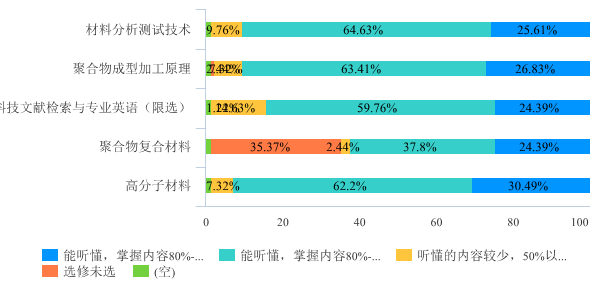 材料分析测试技术
9.76% 64.63% 25.61%
聚合物成型加工原理
63.41% 26.83%
科技文献检索与专业英语（限选）
59.76% 24.39%
聚合物复合材料
35.37% 2.44% 37.8% 24.39%
高分子材料
7.32% 62.2% 30.49%
0 20 40 60 80 100
能听懂，掌握内容80%-... 能听懂，掌握内容80%-... 听懂的内容较少，50%以...
选修未选 (空)